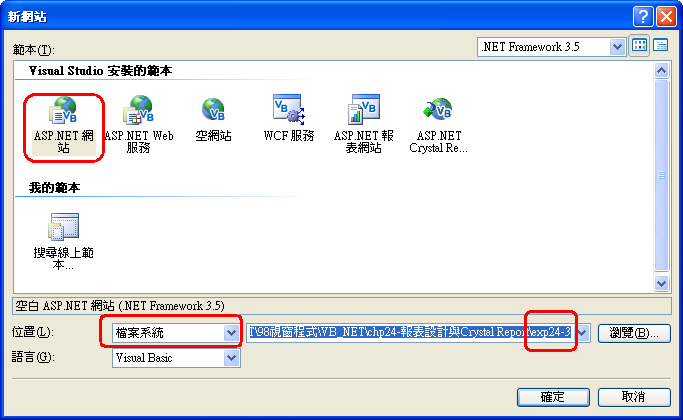 新網站
範本(T):
.NET Framework 3.5
Visual Studio 安裝的範本
ASP.NET 網站
ASP.NET Web 服務
空網站
WCF 服務
ASP.NET 報表網站
ASP.NET Crystal Re...
我的範本
搜尋線上範本...
空白 ASP.NET 網站 (.NET Framework 3.5)
位置(L):
檔案系統
\98視窗程式\VB_NET\chp24-報表設計與Crystal Report\exp24-3
瀏覽(B)...
語言(G):
Visual Basic
確定
取消